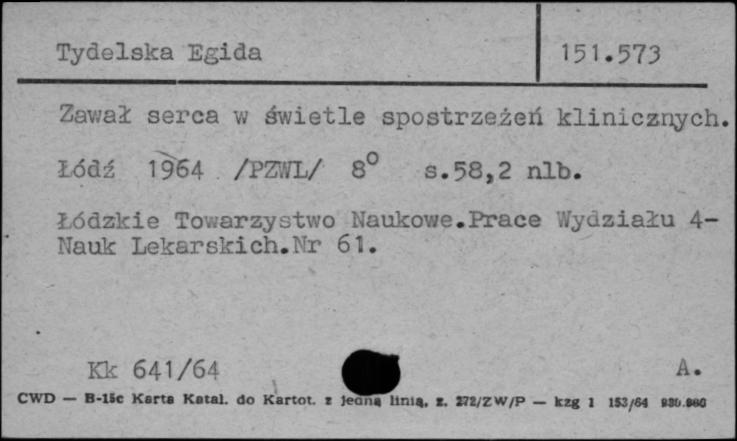 Tydelska Egida 151.573
Zawał serca w świetle spostrzeżeń klinicznych.
Łódź 1964 /PZWL/ 8° s.58,2 nlb.
Łódzkie Towarzystwo Naukowe.Prace Wydziału 4-
Nauk Lekarskich.Nr 61.
Kk 641/64 A.
CWD — B-15c Karta Katal. do Kartot. z jedną linią, z. 272/ZW/P — kzg 1 153/64